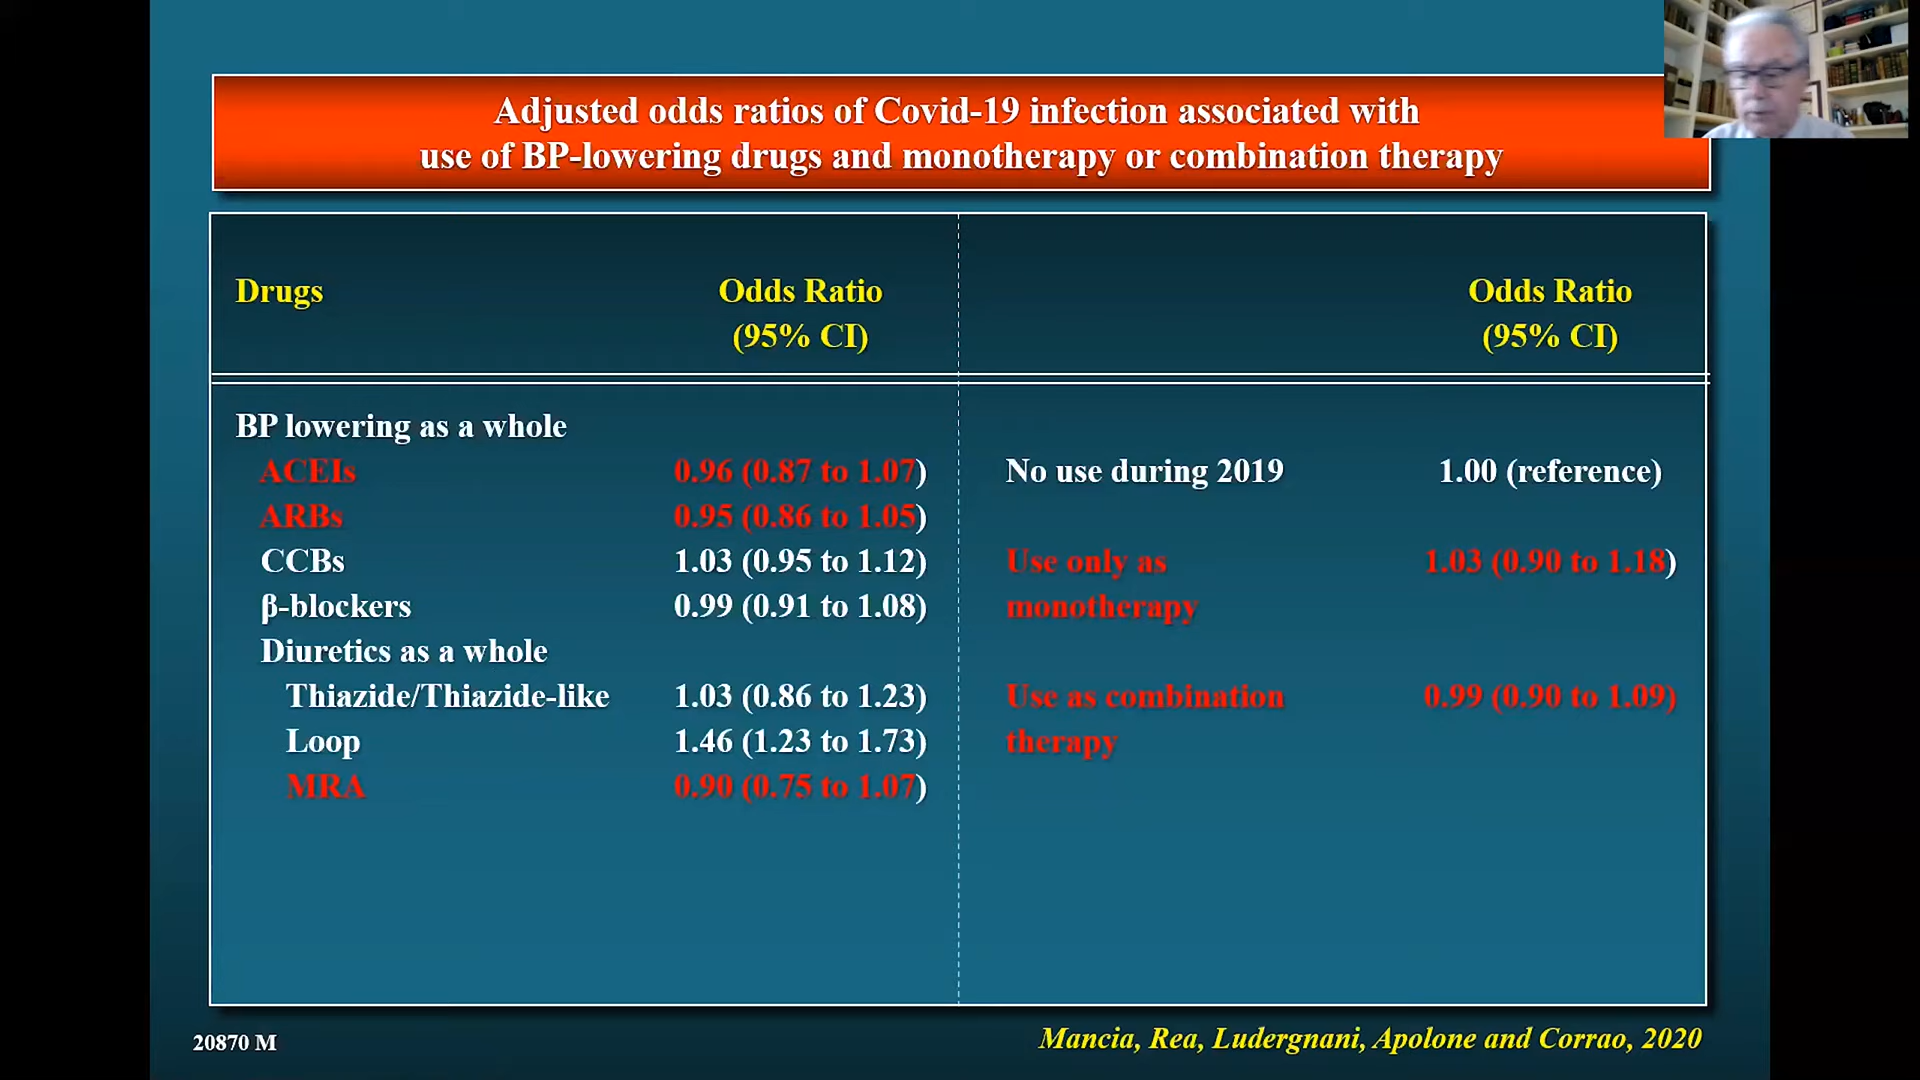 Adjusted odds ratios of Covid-19 infection associated with
use of BP-lowering drugs and monotherapy or combination therapy
Drugs
Odds Ratio
(95% CI)
Odds Ratio
(95% CI)
BP lowering as a whole
ACEIs 0.96 (0.87 to 1.07)
ARBs 0.95 (0.86 to 1.05)
CCBs 1.03 (0.95 to 1.12)
β-blockers 0.99 (0.91 to 1.08)
Diuretics as a whole
Thiazide/Thiazide-like 1.03 (0.86 to 1.23)
Loop 1.46 (1.23 to 1.73)
MRA 0.90 (0.75 to 1.07)
No use during 2019 1.00 (reference)
Use only as 1.03 (0.90 to 1.18)
monotherapy
Use as combination 0.99 (0.90 to 1.09)
therapy
20870 M
Mancia, Rea, Ludergnani, Apolone and Corrao, 2020